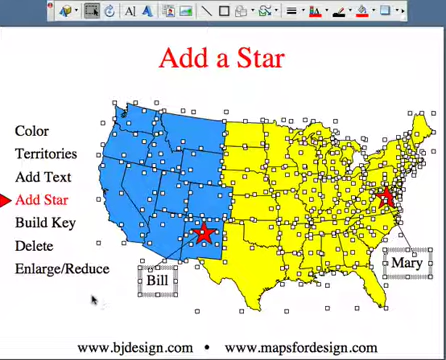 Add a Star
Color
Territories
Add Text
Add Star
Build Key
Delete
Enlarge/Reduce
Bill
Mary
www.bjdesign.com • www.mapsfordesign.com